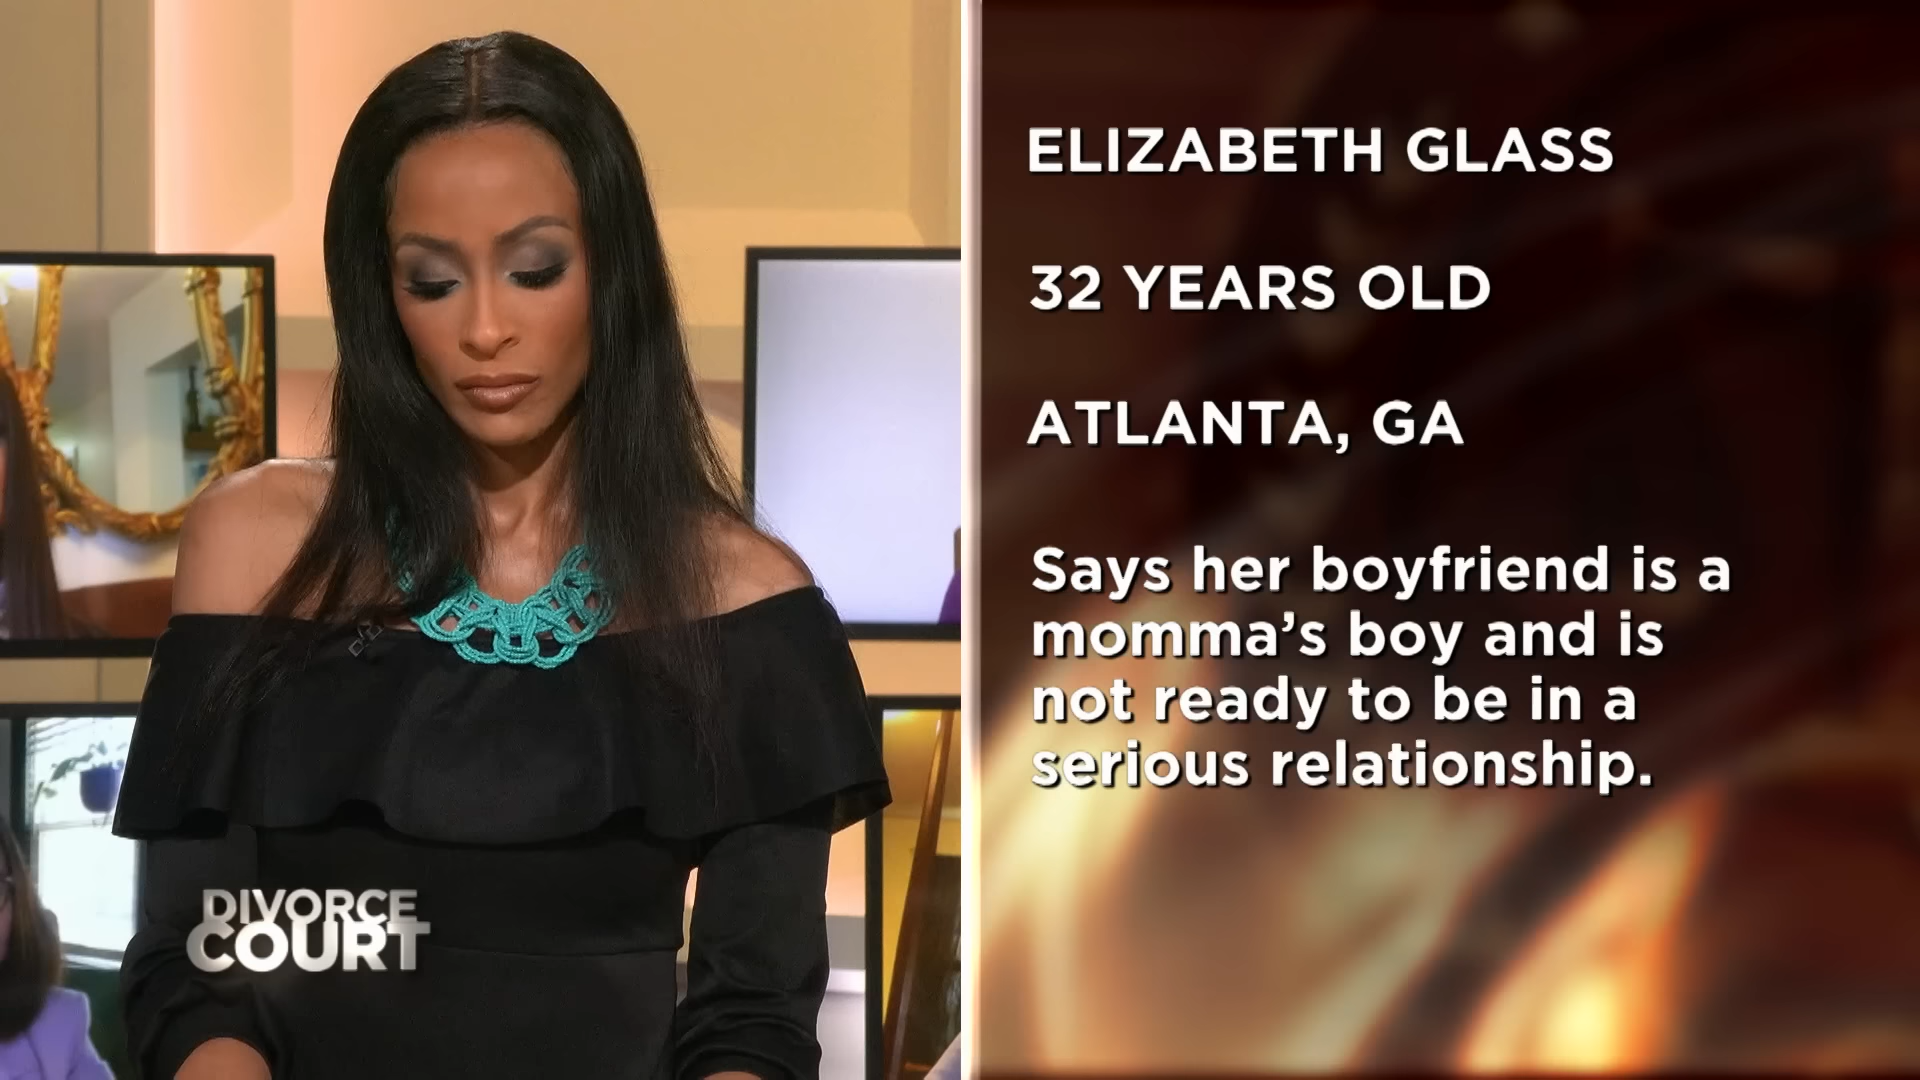 ELIZABETH GLASS
32 YEARS OLD
ATLANTA, GA
Says her boyfriend is a
momma’s boy and is
not ready to be in a
serious relationship.
DIVORCE
COURT